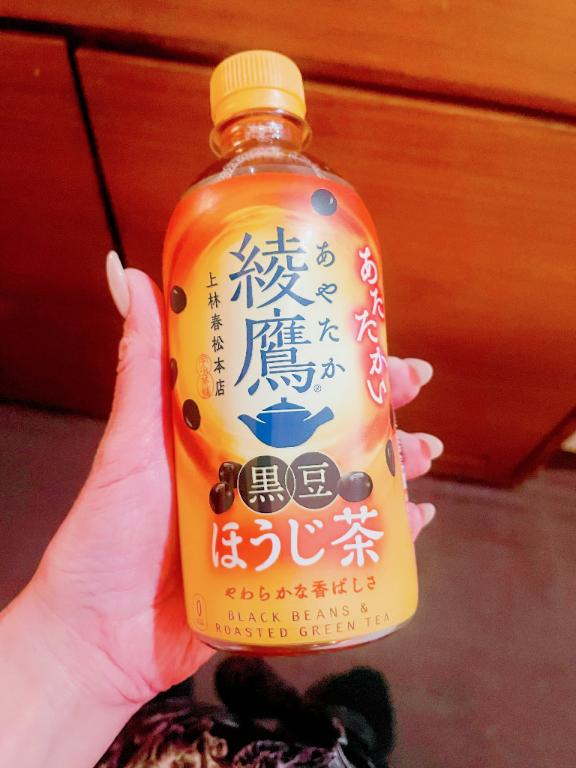 あたたかい
あやたか
綾鷹®
上林春松本店
黒豆
ほうじ茶
やわらかな香ばしさ
BLACK BEANS &
ROASTED GREEN TEA